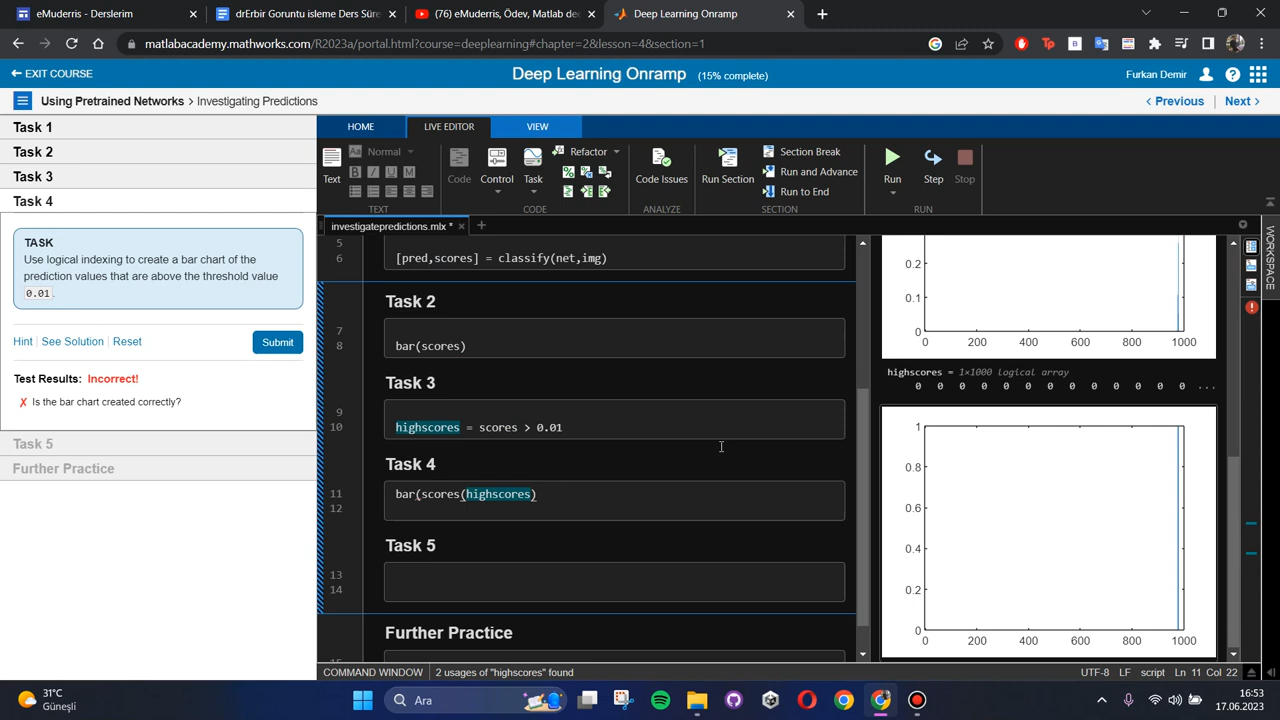 eMuderris - Derslerim
drErbir Goruntu isleme Ders Süre
(76) eMuderris, Ödev, Matlab de
Deep Learning Onramp
matlabacademy.mathworks.com/R2023a/portal.html?course=deeplearning#chapter=2&lesson=4&section=1
EXIT COURSE
Deep Learning Onramp (15% complete)
Furkan Demir
Using Pretrained Networks > Investigating Predictions
< Previous
Next >
Task 1
Task 2
Task 3
Task 4
TASK
Use logical indexing to create a bar chart of the
prediction values that are above the threshold value
0.01.
Hint
See Solution
Reset
Submit
Test Results: Incorrect!
✗ Is the bar chart created correctly?
Task 5
Further Practice
HOME
LIVE EDITOR
VIEW
Text
Aa Normal
B I U M
TEXT
Code
Control
Task
Refactor
CODE
Code Issues
ANALYZE
Run Section
Section Break
Run and Advance
Run to End
SECTION
Run
Step
Stop
RUN
investigatepredictions.mlx *
5
6 [pred,scores] = classify(net,img)
Task 2
7
8 bar(scores)
Task 3
9
10 highscores = scores > 0.01
Task 4
11 bar(scores(highscores)
12
Task 5
13
14
Further Practice
15
0.2
0.1
0
0 200 400 600 800 1000
highscores = 1×1000 logical array
0 0 0 0 0 0 0 0 0 0 0 0 ...
1
0.8
0.6
0.4
0.2
0
0 200 400 600 800 1000
WORKSPACE
COMMAND WINDOW
2 usages of "highscores" found
UTF-8
LF
script
Ln 11 Col 22
31°C
Güneşli
Ara
16:53
17.06.2023